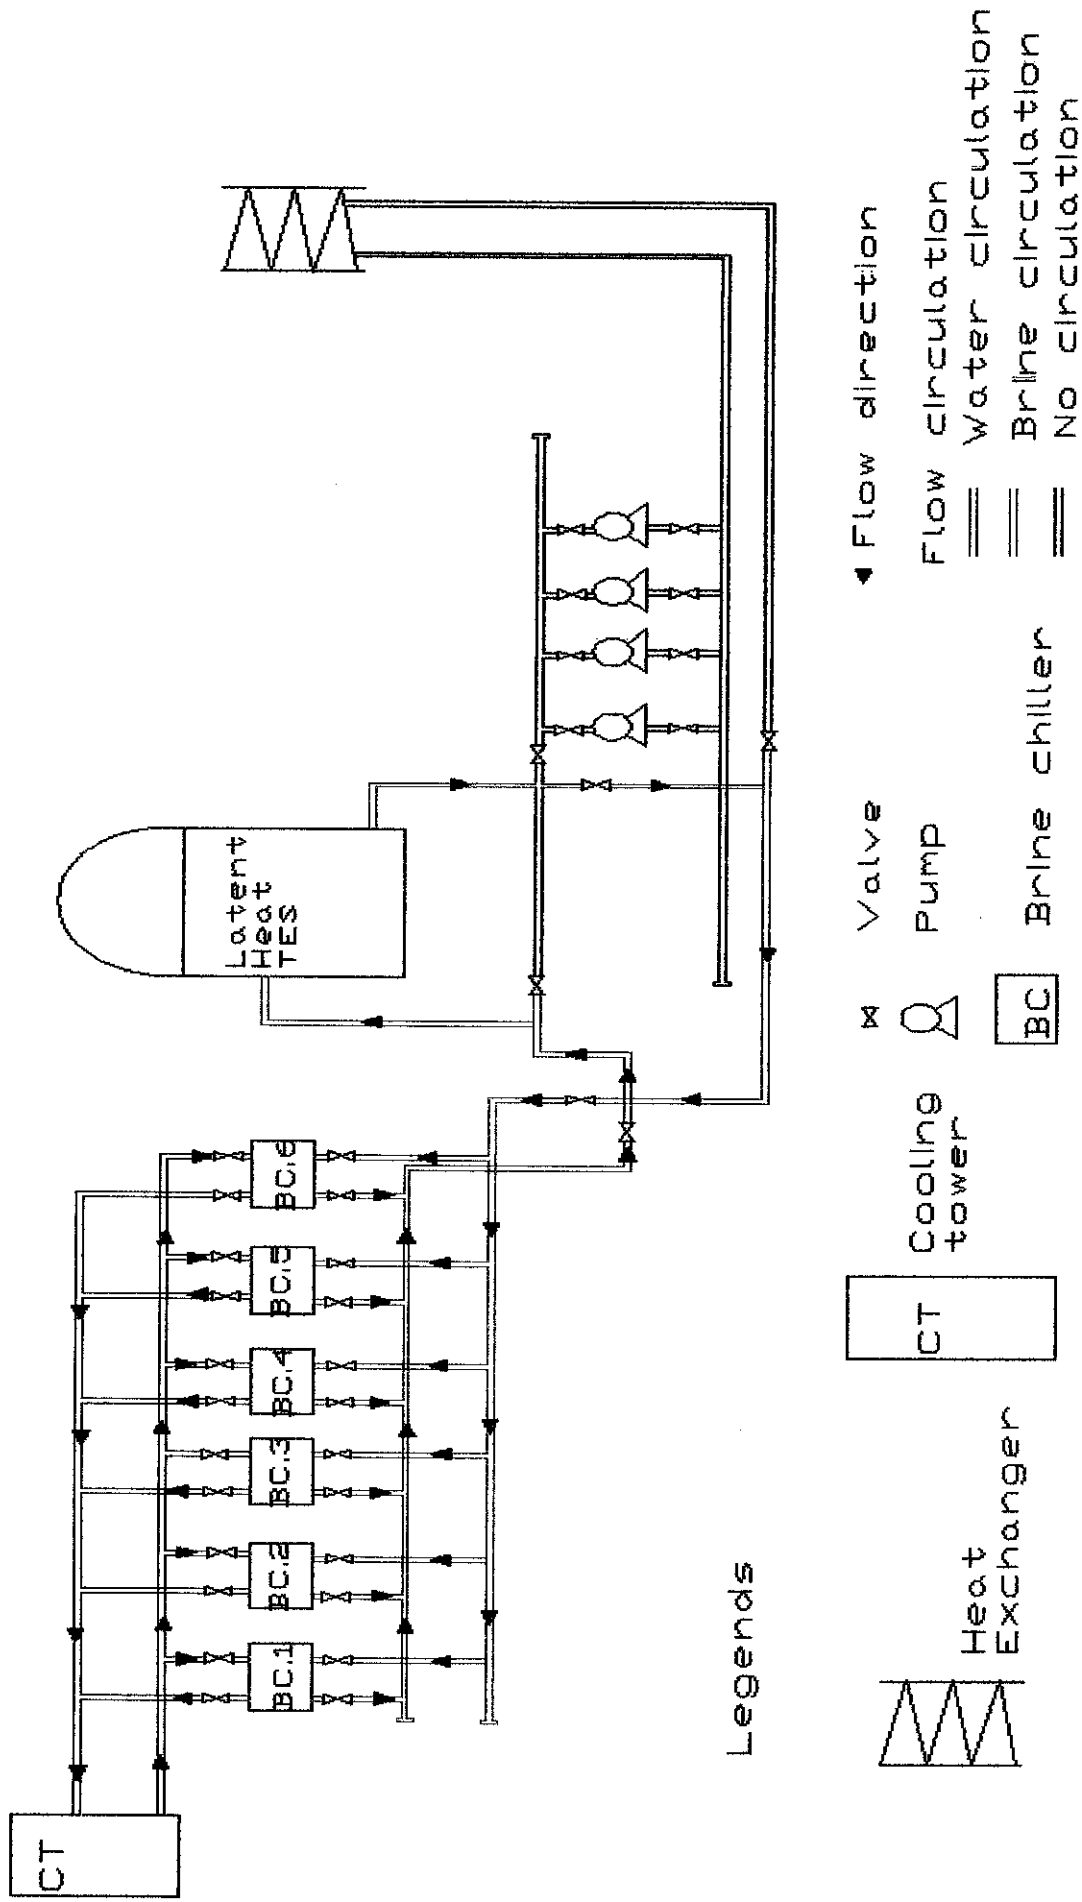 CT
BC.1
BC.2
BC.3
BC.4
BC.5
BC.6
Latent
Heat
TES
Legends
Heat
Exchanger
CT
Cooling
tower
Valve
Pump
BC
Brine chiller
Flow direction
Flow circulation
Water circulation
Brine circulation
No circulation